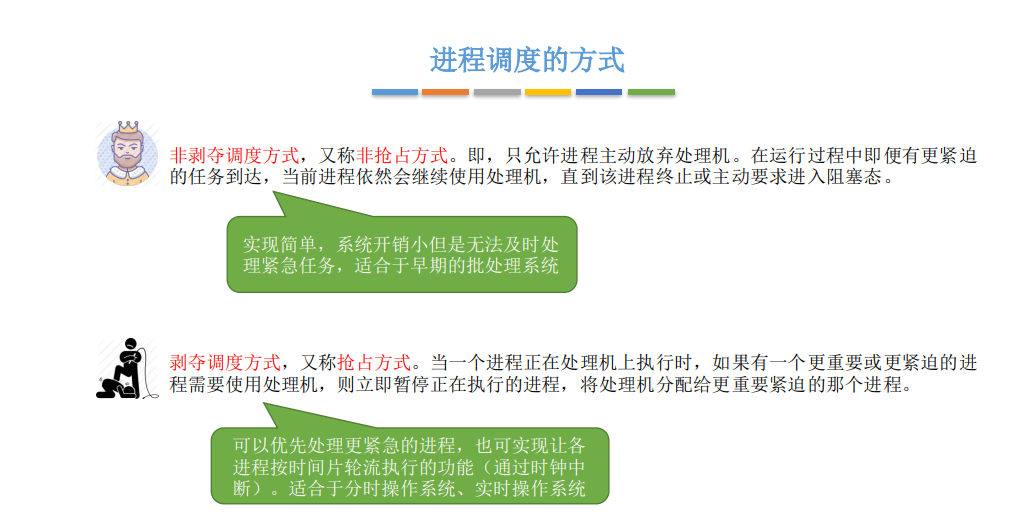 进程调度的方式
非剥夺调度方式，又称非抢占方式。即，只允许进程主动放弃处理机。在运行过程中即便有更紧迫
的任务到达，当前进程依然会继续使用处理机，直到该进程终止或主动要求进入阻塞态。
实现简单，系统开销小但是无法及时处
理紧急任务，适合于早期的批处理系统
剥夺调度方式，又称抢占方式。当一个进程正在处理机上执行时，如果有一个更重要或更紧迫的进
程需要使用处理机，则立即暂停正在执行的进程，将处理机分配给更重要紧迫的那个进程。
可以优先处理更紧急的进程，也可实现让各
进程按时间片轮流执行的功能（通过时钟中
断）。适合于分时操作系统、实时操作系统